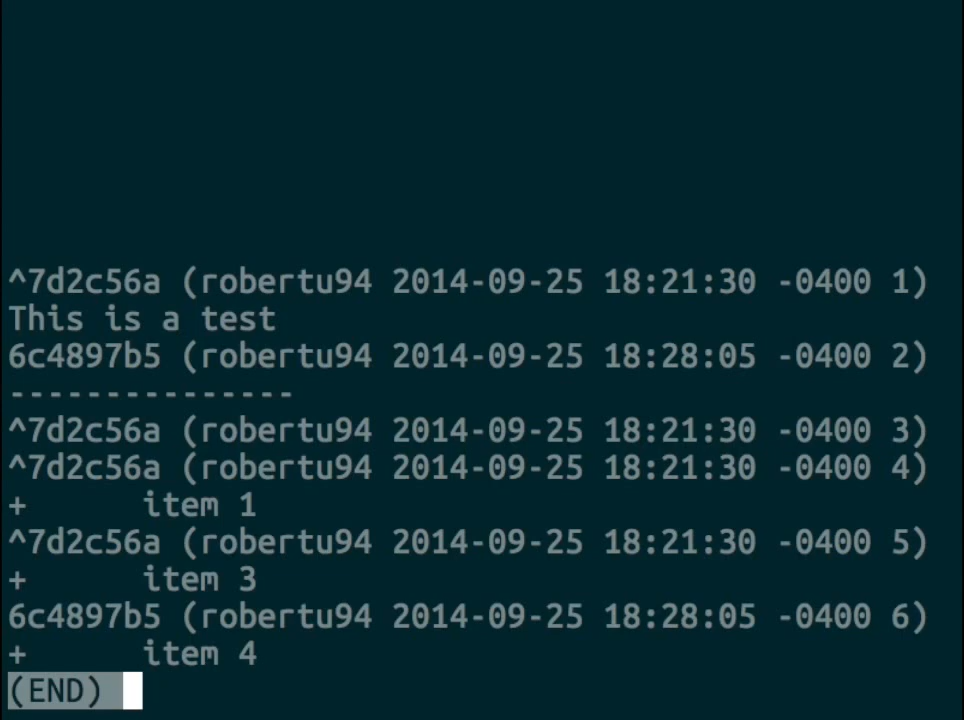 ^7d2c56a (robertu94 2014-09-25 18:21:30 -0400 1)
This is a test
6c4897b5 (robertu94 2014-09-25 18:28:05 -0400 2)
---------------
^7d2c56a (robertu94 2014-09-25 18:21:30 -0400 3)
^7d2c56a (robertu94 2014-09-25 18:21:30 -0400 4)
+       item 1
^7d2c56a (robertu94 2014-09-25 18:21:30 -0400 5)
+       item 3
6c4897b5 (robertu94 2014-09-25 18:28:05 -0400 6)
+       item 4
(END)